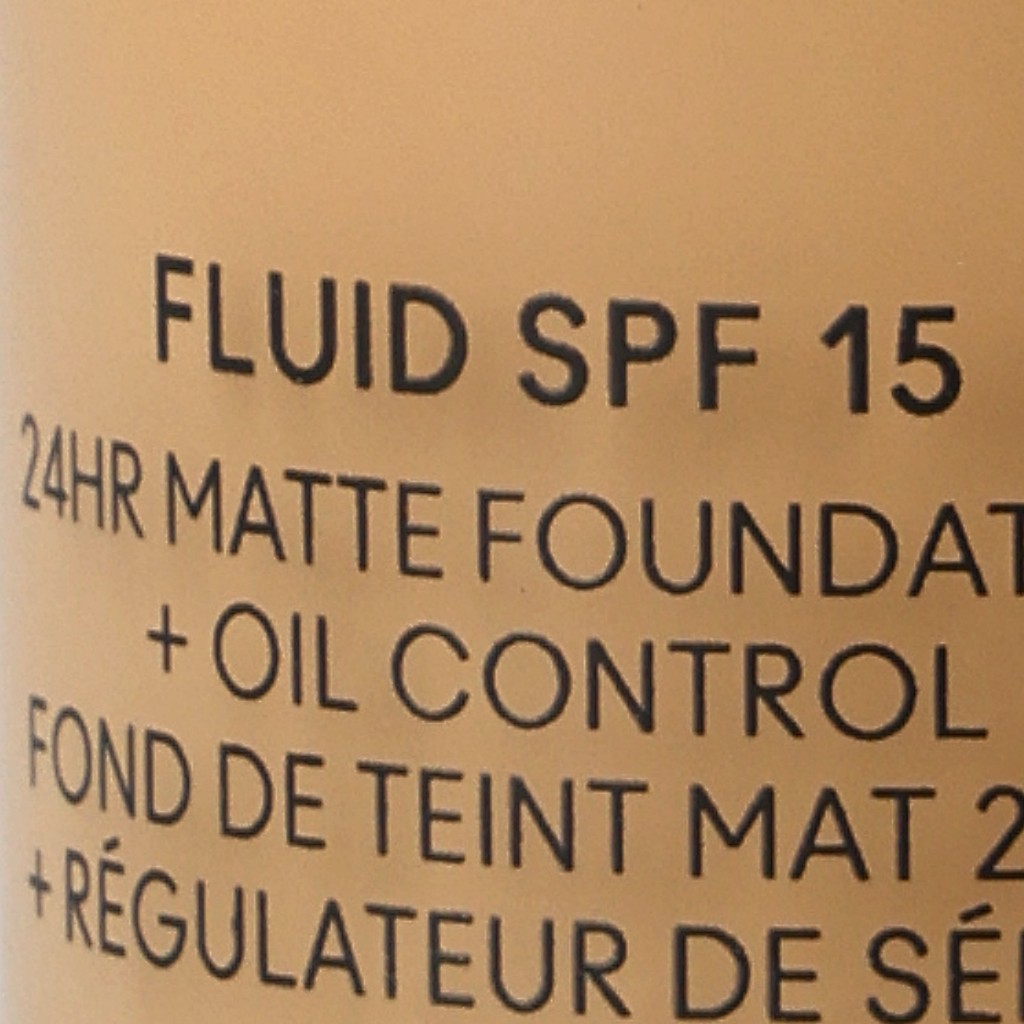 FLUID SPF 15
24HR MATTE FOUNDAT
+ OIL CONTROL
FOND DE TEINT MAT 2
+ RÉGULATEUR DE SÉ